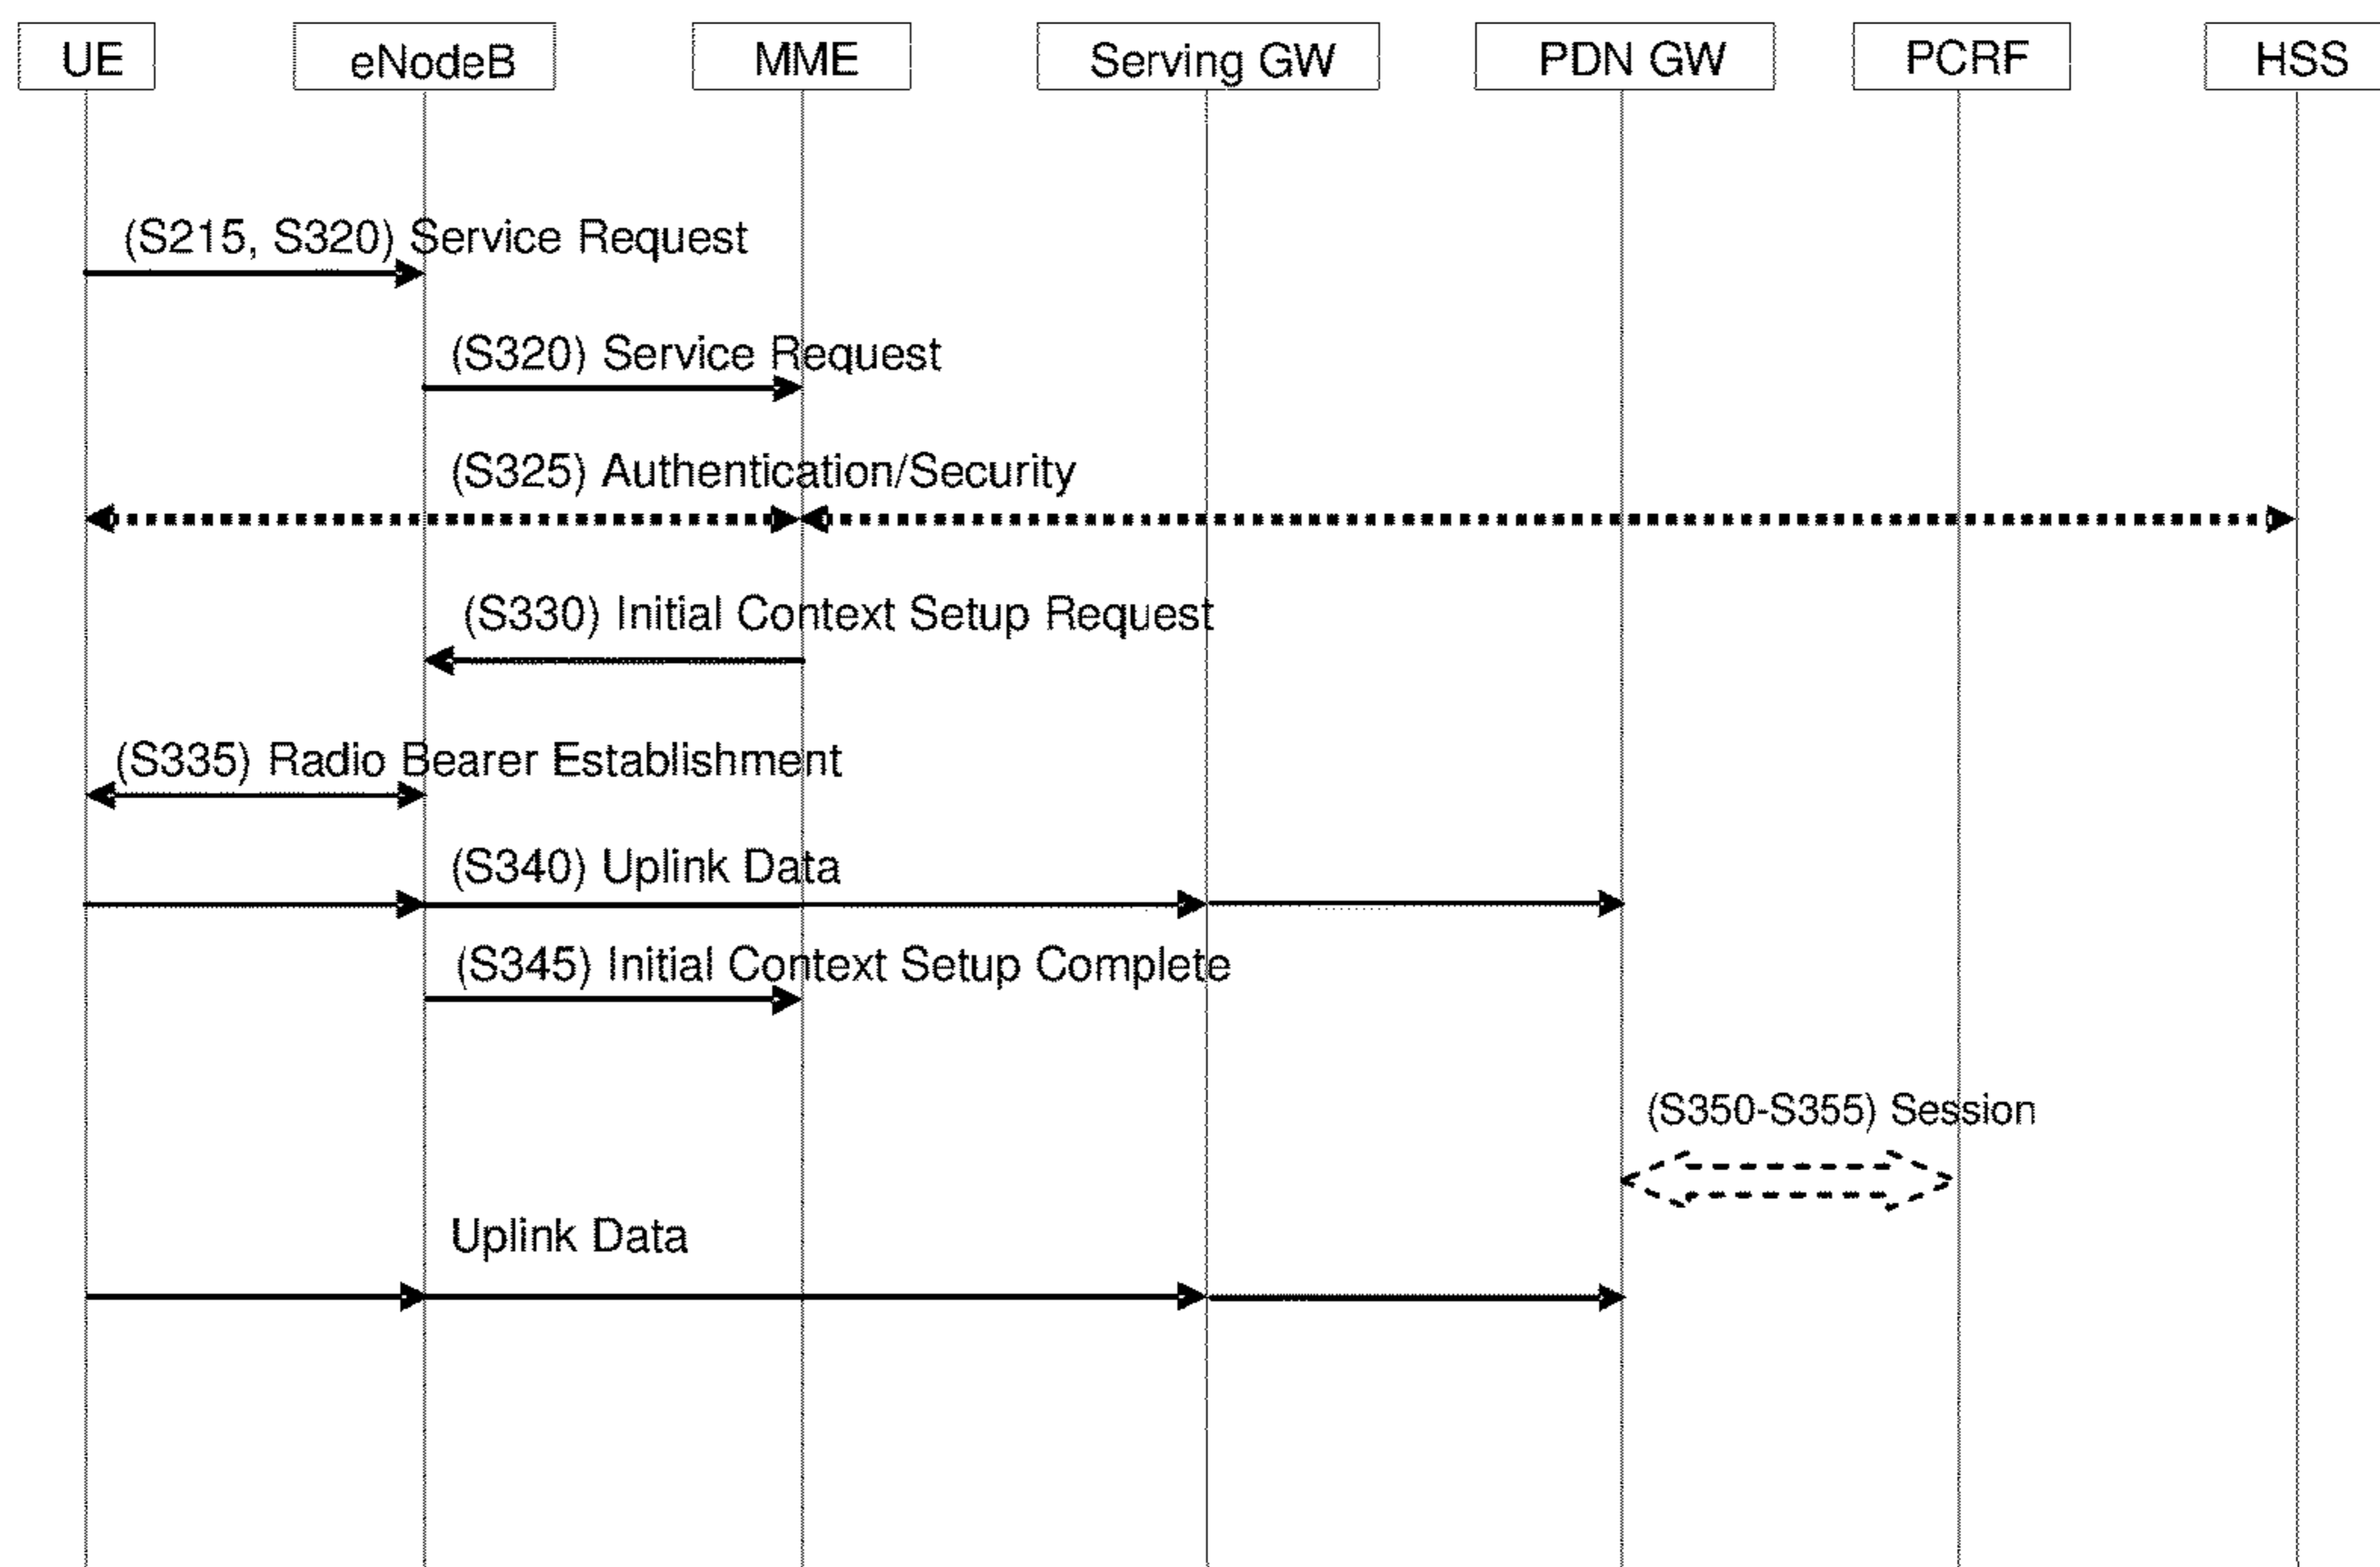 UE eNodeB MME Serving GW PDN GW PCRF HSS
(S215, S320) Service Request
(S320) Service Request
(S325) Authentication/Security
(S330) Initial Context Setup Request
(S335) Radio Bearer Establishment
(S340) Uplink Data
(S345) Initial Context Setup Complete
(S350-S355) Session
Uplink Data